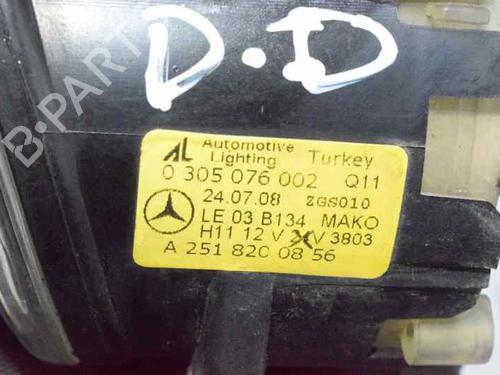 D.D
B-PARTS
AL Automotive Lighting Turkey
0 305 076 002 Q11
24.07.08 ZGS010
LE 03 B134 MAKO
H11 12 V V 3803
A 251 820 08 56